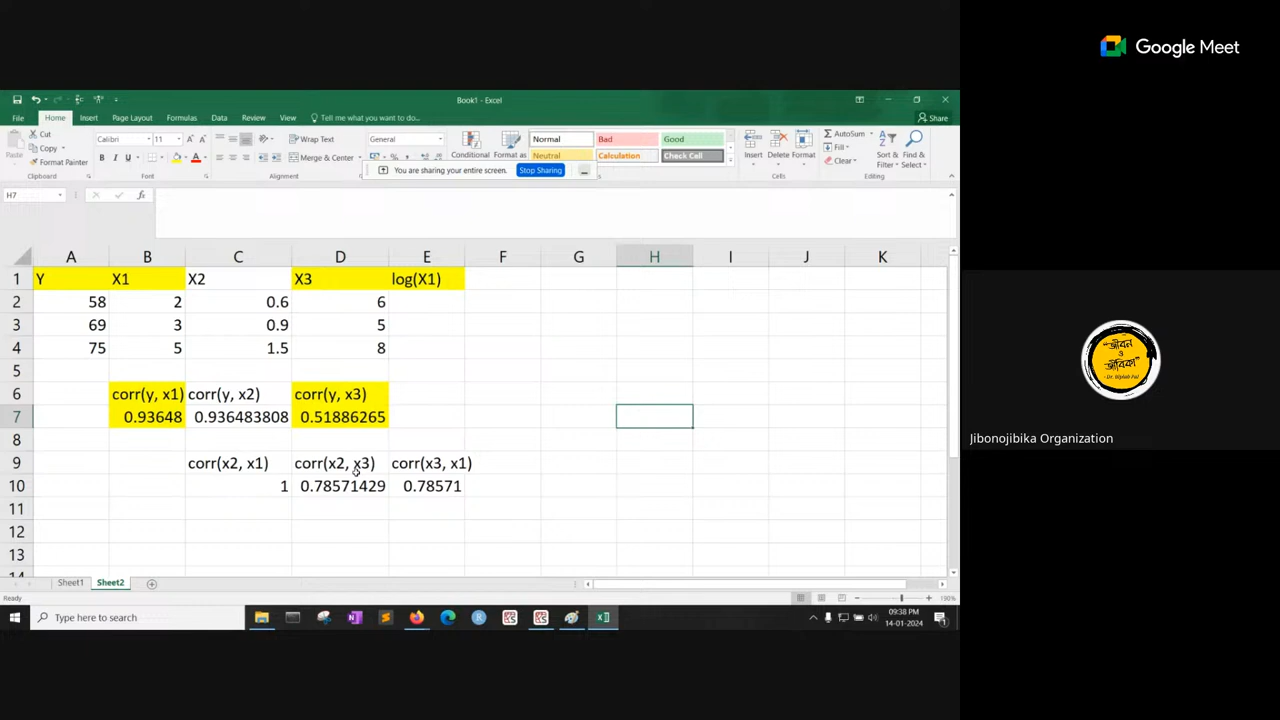 Google Meet
Book1 - Excel
File Home Insert Page Layout Formulas Data Review View Tell me what you want to do... Share
Cut
Copy
Format Painter
Paste
Clipboard
Calibri 11
B I U
Font
Wrap Text
Merge & Center
Alignment
General
Conditional Format as
Normal Bad Good
Neutral Calculation Check Cell
You are sharing your entire screen. Stop Sharing
Insert Delete Format
Cells
AutoSum
Fill
Clear
Sort & Find &
Filter Select
Editing
H7
A B C D E F G H I J K
1 Y X1 X2 X3 log(X1)
2 58 2 0.6 6
3 69 3 0.9 5
4 75 5 1.5 8
5
6 corr(y, x1) corr(y, x2) corr(y, x3)
7 0.93648 0.936483808 0.51886265
8
9 corr(x2, x1) corr(x2, x3) corr(x3, x1)
10 1 0.78571429 0.78571
11
12
13
14
Sheet1 Sheet2
Ready
190%
Type here to search
09:38 PM
14-01-2024
"জীবন
ও
জীবিকা"
Jibonojibika Organization